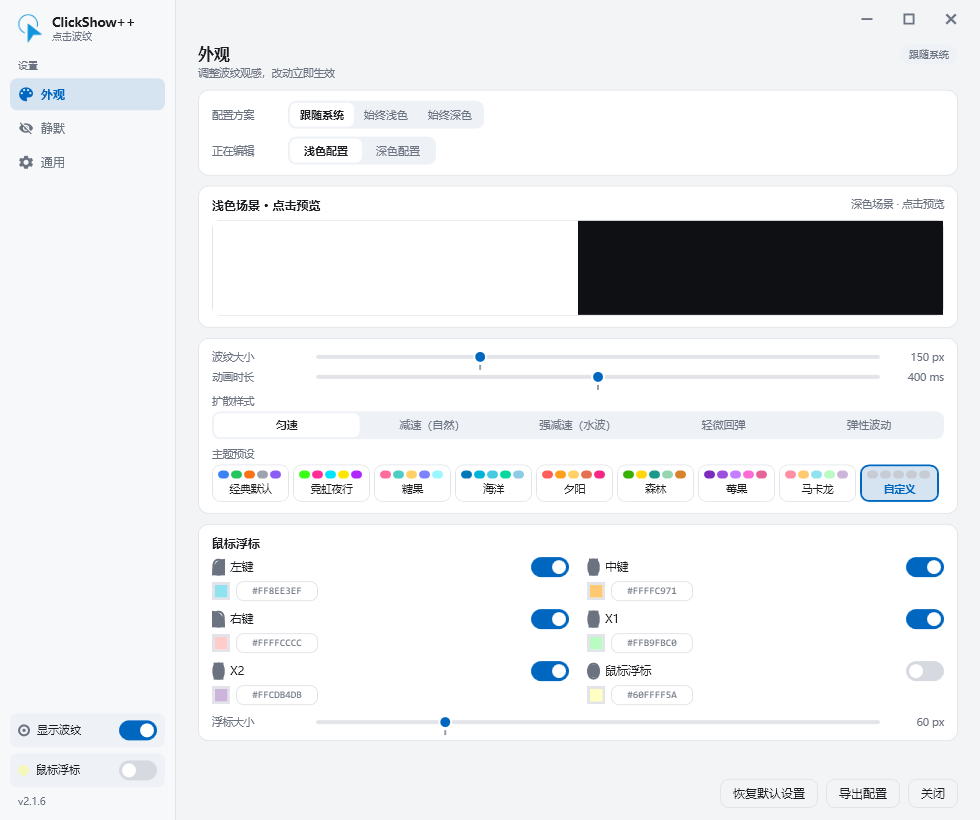 ClickShow++
点击波纹
设置
外观
静默
通用
显示波纹
鼠标浮标
v2.1.6
外观
调整波纹观感，改动立即生效
跟随系统
配置方案 跟随系统 始终浅色 始终深色
正在编辑 浅色配置 深色配置
浅色场景·点击预览 深色场景·点击预览
波纹大小 150 px
动画时长 400 ms
扩散样式
匀速 减速（自然） 强减速（水波） 轻微回弹 弹性波动
主题预设
经典默认 霓虹夜行 糖果 海洋 夕阳 森林 莓果 马卡龙 自定义
鼠标浮标
左键 中键
#FF8EE3EF #FFFFC971
右键 X1
#FFFFCCCC #FFB9FBC0
X2 鼠标浮标
#FFCDB4DB #60FFFF5A
浮标大小 60 px
恢复默认设置 导出配置 关闭